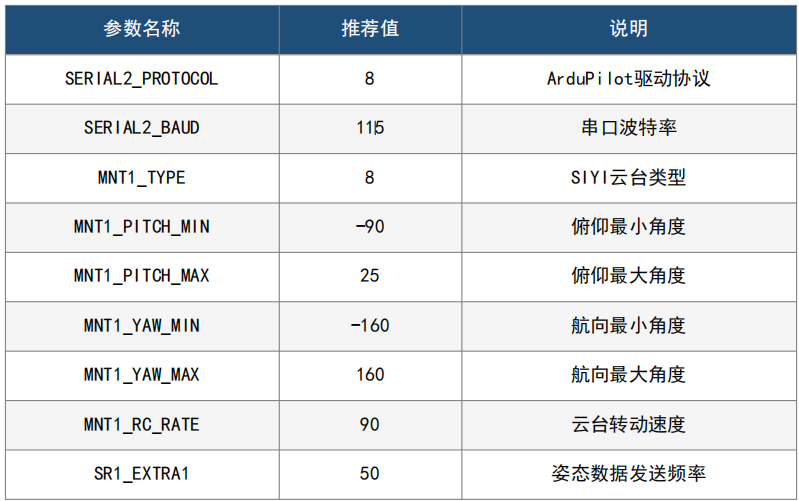 参数名称 推荐值 说明
SERIAL2_PROTOCOL 8 ArduPilot驱动协议
SERIAL2_BAUD 115 串口波特率
MNT1_TYPE 8 SIYI云台类型
MNT1_PITCH_MIN -90 俯仰最小角度
MNT1_PITCH_MAX 25 俯仰最大角度
MNT1_YAW_MIN -160 航向最小角度
MNT1_YAW_MAX 160 航向最大角度
MNT1_RC_RATE 90 云台转动速度
SR1_EXTRA1 50 姿态数据发送频率